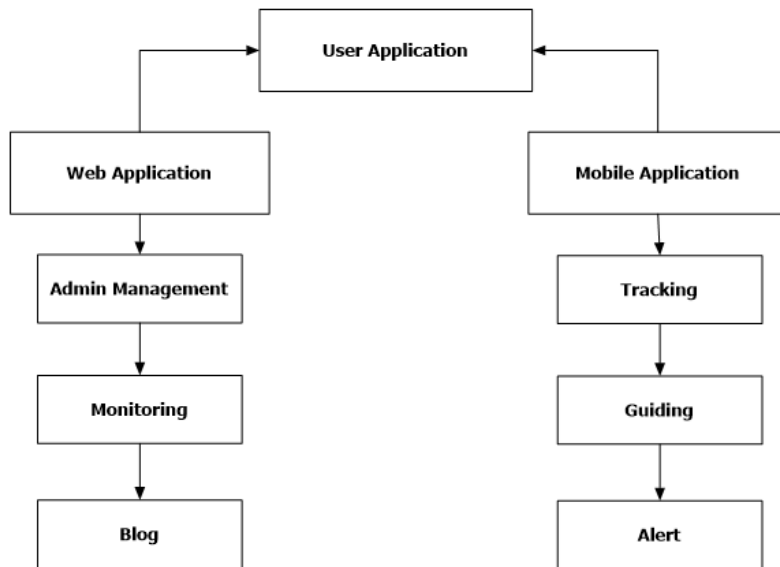 User Application
Web Application
Mobile Application
Admin Management
Tracking
Monitoring
Guiding
Blog
Alert